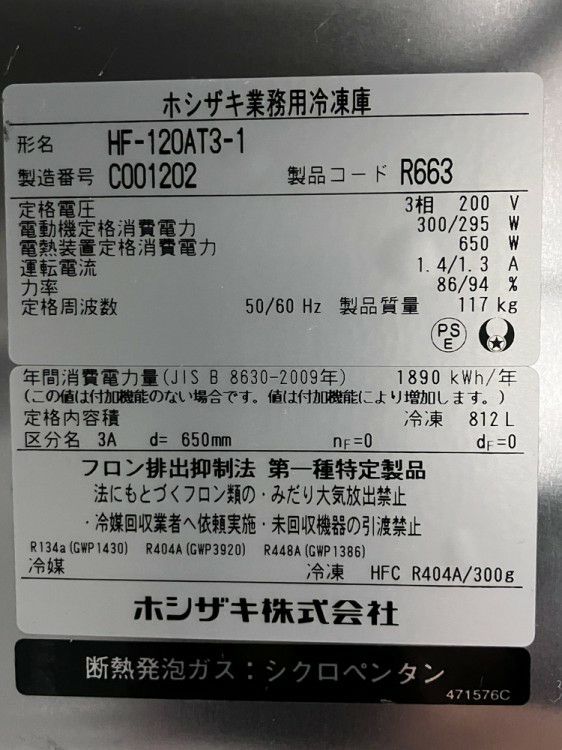 ホシザキ業務用冷凍庫
形名 HF-120AT3-1
製造番号 C001202 製品コード R663
定格電圧 3相 200 V
電動機定格消費電力 300/295 W
電熱装置定格消費電力 650 W
運転電流 1.4/1.3 A
力率 86/94 %
定格周波数 50/60 Hz 製品質量 117 kg
PS E
年間消費電力量(JIS B 8630-2009年) 1890 kWh/年
(この値は付加機能のない場合です。値は付加機能により増加します。)
定格内容積 冷凍 812 L
区分名 3A d= 650mm nF=0 dF=0
フロン排出抑制法 第一種特定製品
法にもとづくフロン類の・みだり大気放出禁止
・冷媒回収業者へ依頼実施・未回収機器の引渡禁止
R134a(GWP1430) R404A(GWP3920) R448A(GWP1386)
冷媒 冷凍 HFC R404A/300g
ホシザキ株式会社
断熱発泡ガス:シクロペンタン
471576C